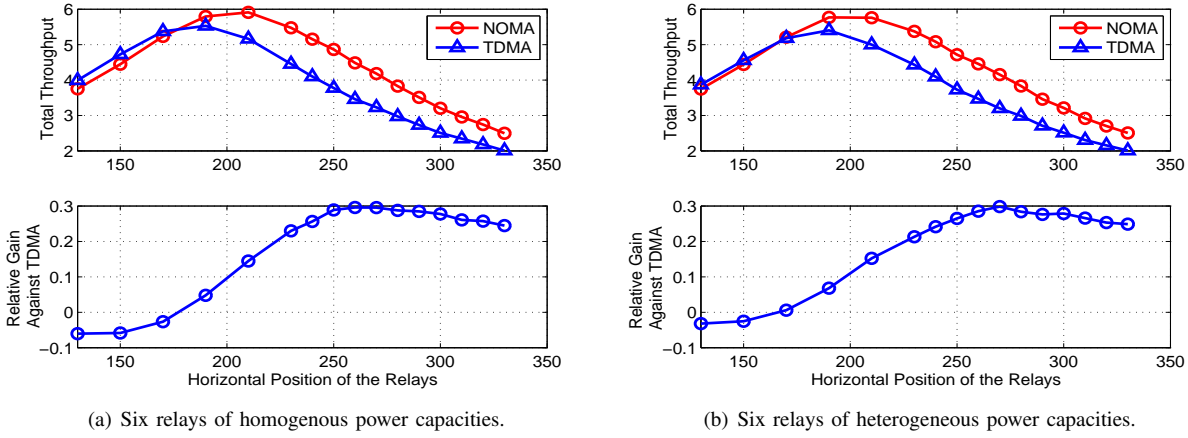 6
5
4
3
2
Total Throughput
NOMA
TDMA
150
200
250
300
350
0.3
0.2
0.1
0
−0.1
Relative Gain
Against TDMA
150
200
250
300
350
Horizontal Position of the Relays
(a) Six relays of homogenous power capacities.
6
5
4
3
2
Total Throughput
NOMA
TDMA
150
200
250
300
350
0.3
0.2
0.1
0
−0.1
Relative Gain
Against TDMA
150
200
250
300
350
Horizontal Position of the Relays
(b) Six relays of heterogeneous power capacities.